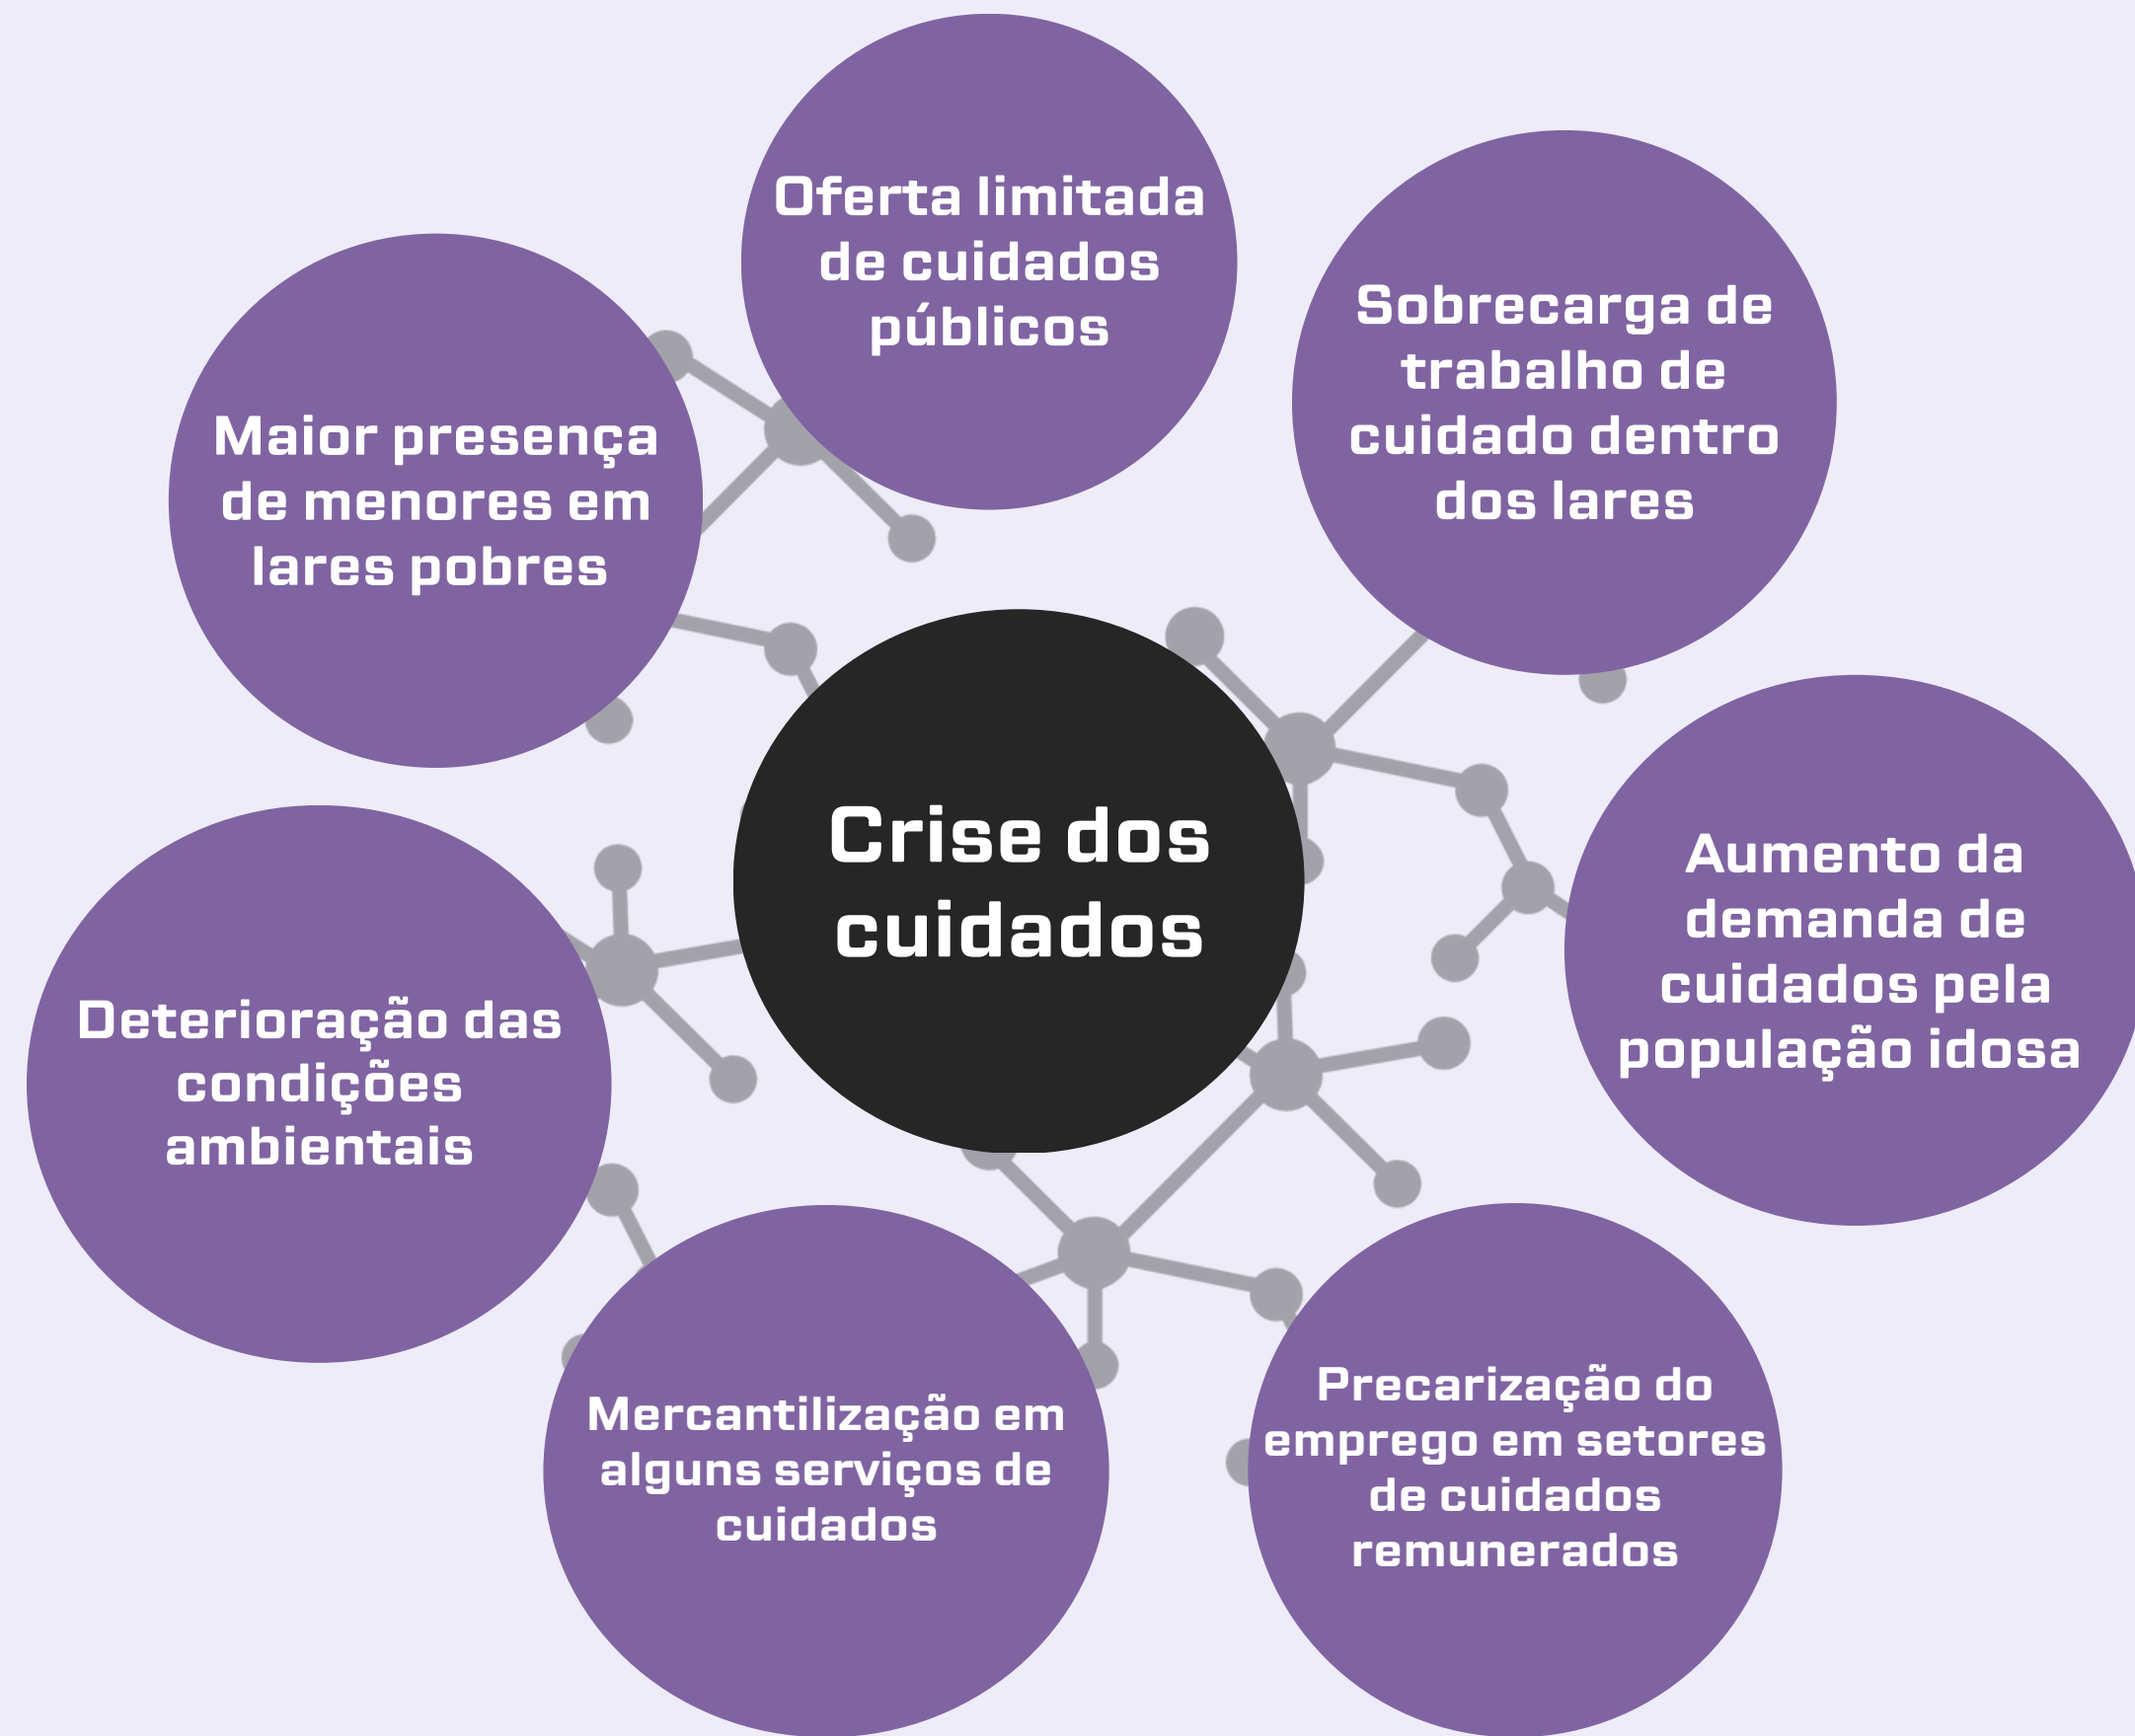 Oferta limitada
de cuidados
públicos
Sobrecarga de
trabalho de
cuidado dentro
dos lares
Maior presença
de menores em
lares pobres
Crise dos
cuidados
Aumento da
demanda de
cuidados pela
população idosa
Deterioração das
condições
ambientais
Mercantilização em
alguns serviços de
cuidados
Precarização do
emprego em setores
de cuidados
remunerados